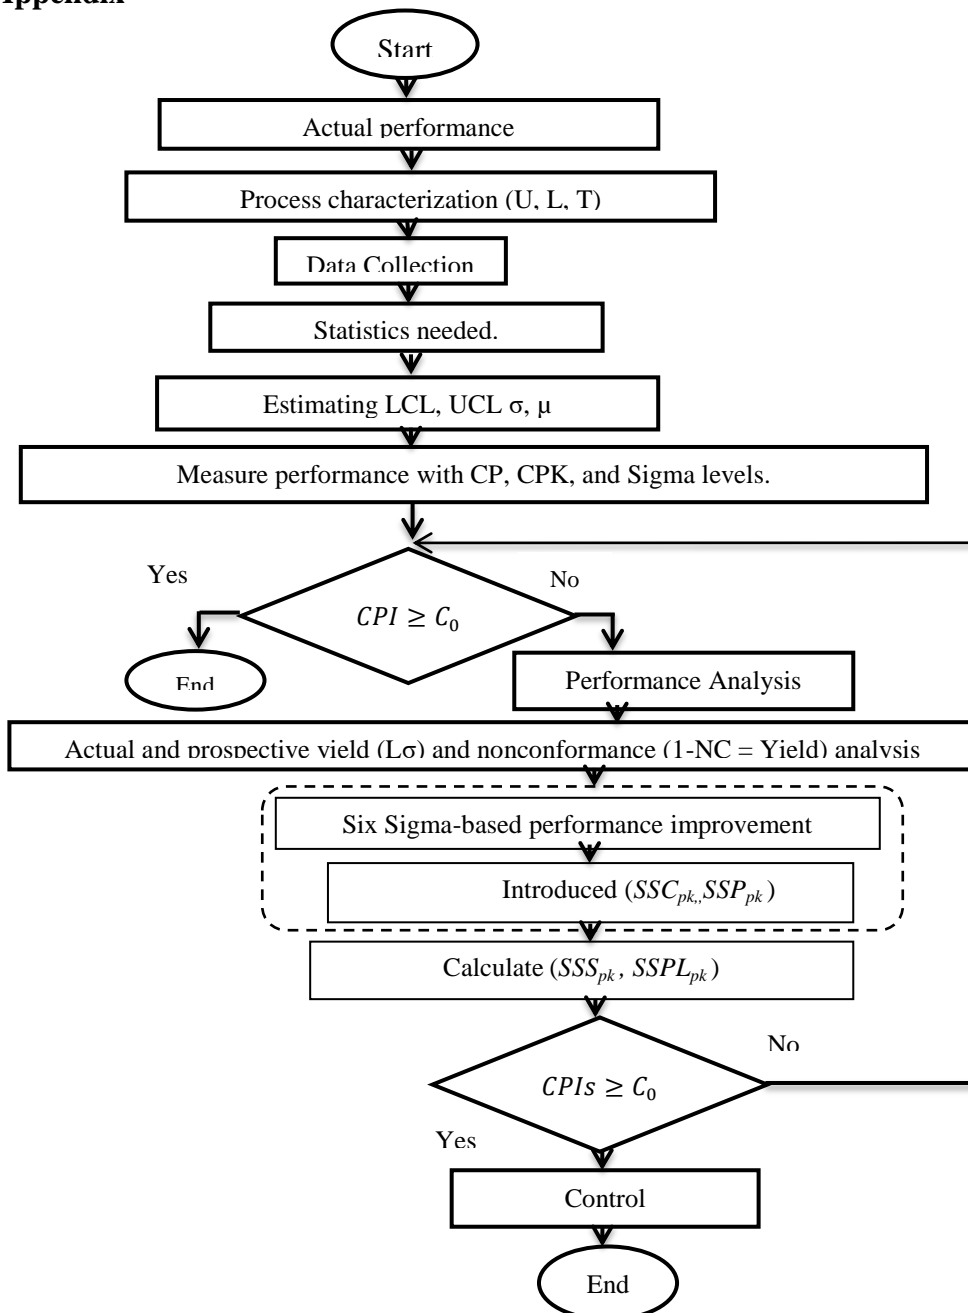 Appendix
Start
Actual performance
Process characterization (U, L, T)
Data Collection
Statistics needed.
Estimating LCL, UCL σ, μ
Measure performance with CP, CPK, and Sigma levels.
Yes
No
CPI ≥ C₀
End
Performance Analysis
Actual and prospective yield (Lσ) and nonconformance (1-NC = Yield) analysis
Six Sigma-based performance improvement
Introduced (SSCpk,,SSPpk)
Calculate (SSSpk, SSPLpk)
No
CPIs ≥ C₀
Yes
Control
End